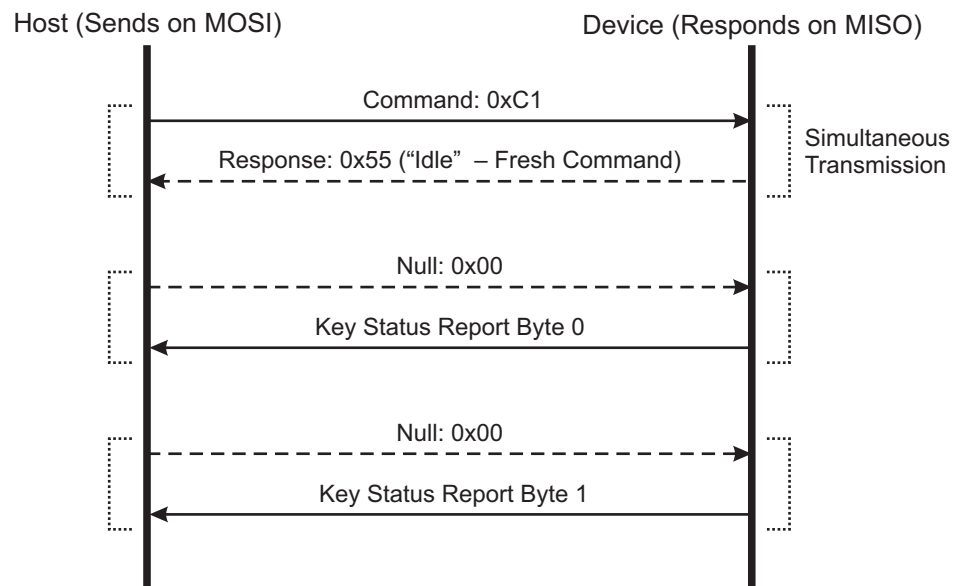 Host (Sends on MOSI)
Device (Responds on MISO)
Command: 0xC1
Response: 0x55 (“Idle” – Fresh Command)
Simultaneous
Transmission
Null: 0x00
Key Status Report Byte 0
Null: 0x00
Key Status Report Byte 1